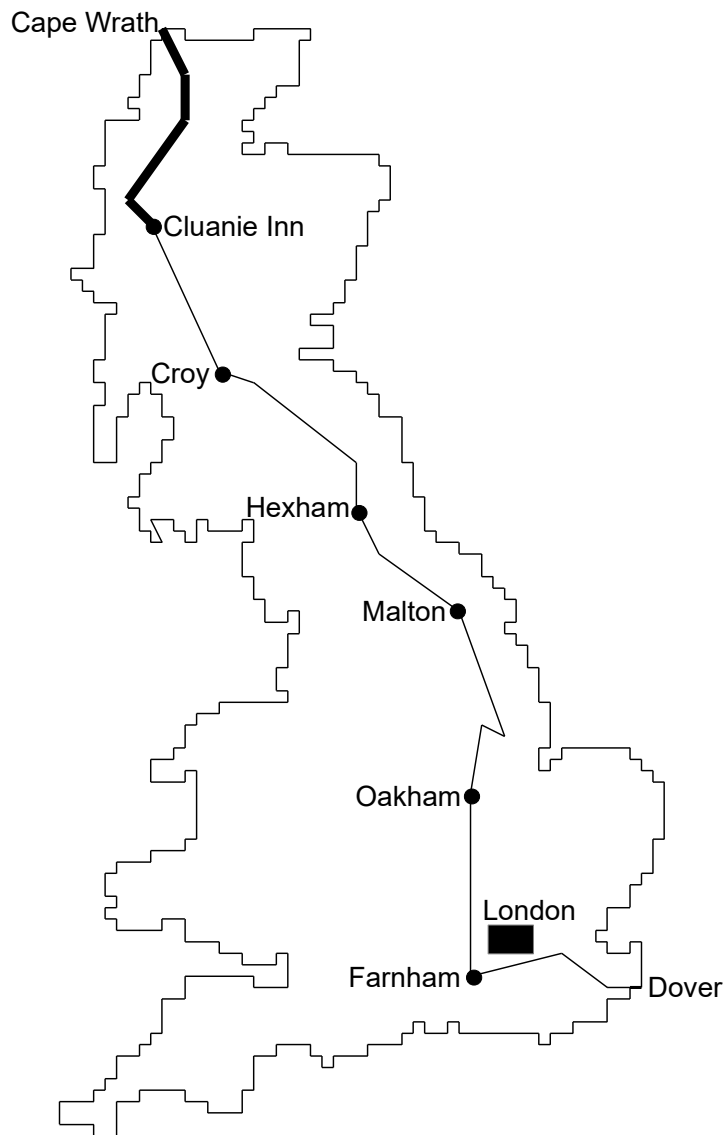 Cape Wrath
Cluanie Inn
Croy
Hexham
Malton
Oakham
London
Farnham
Dover